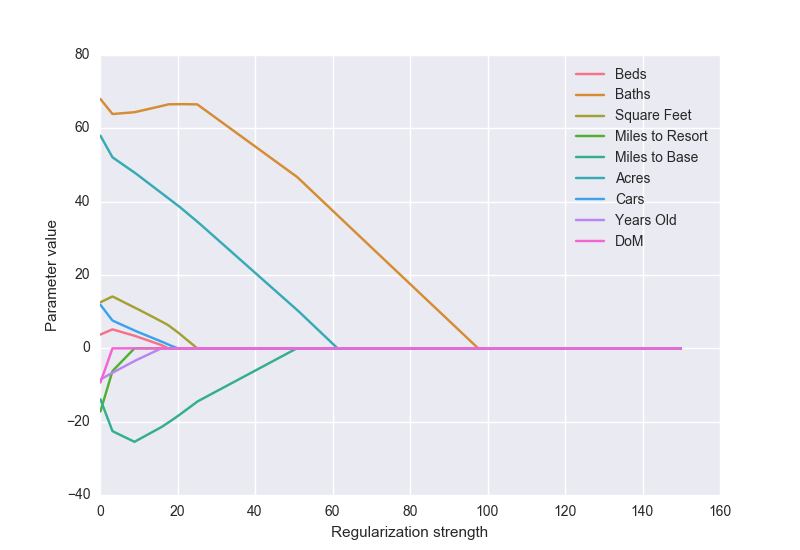 80
60
40
20
0
−20
−40
Parameter value
0 20 40 60 80 100 120 140 160
Regularization strength
Beds
Baths
Square Feet
Miles to Resort
Miles to Base
Acres
Cars
Years Old
DoM